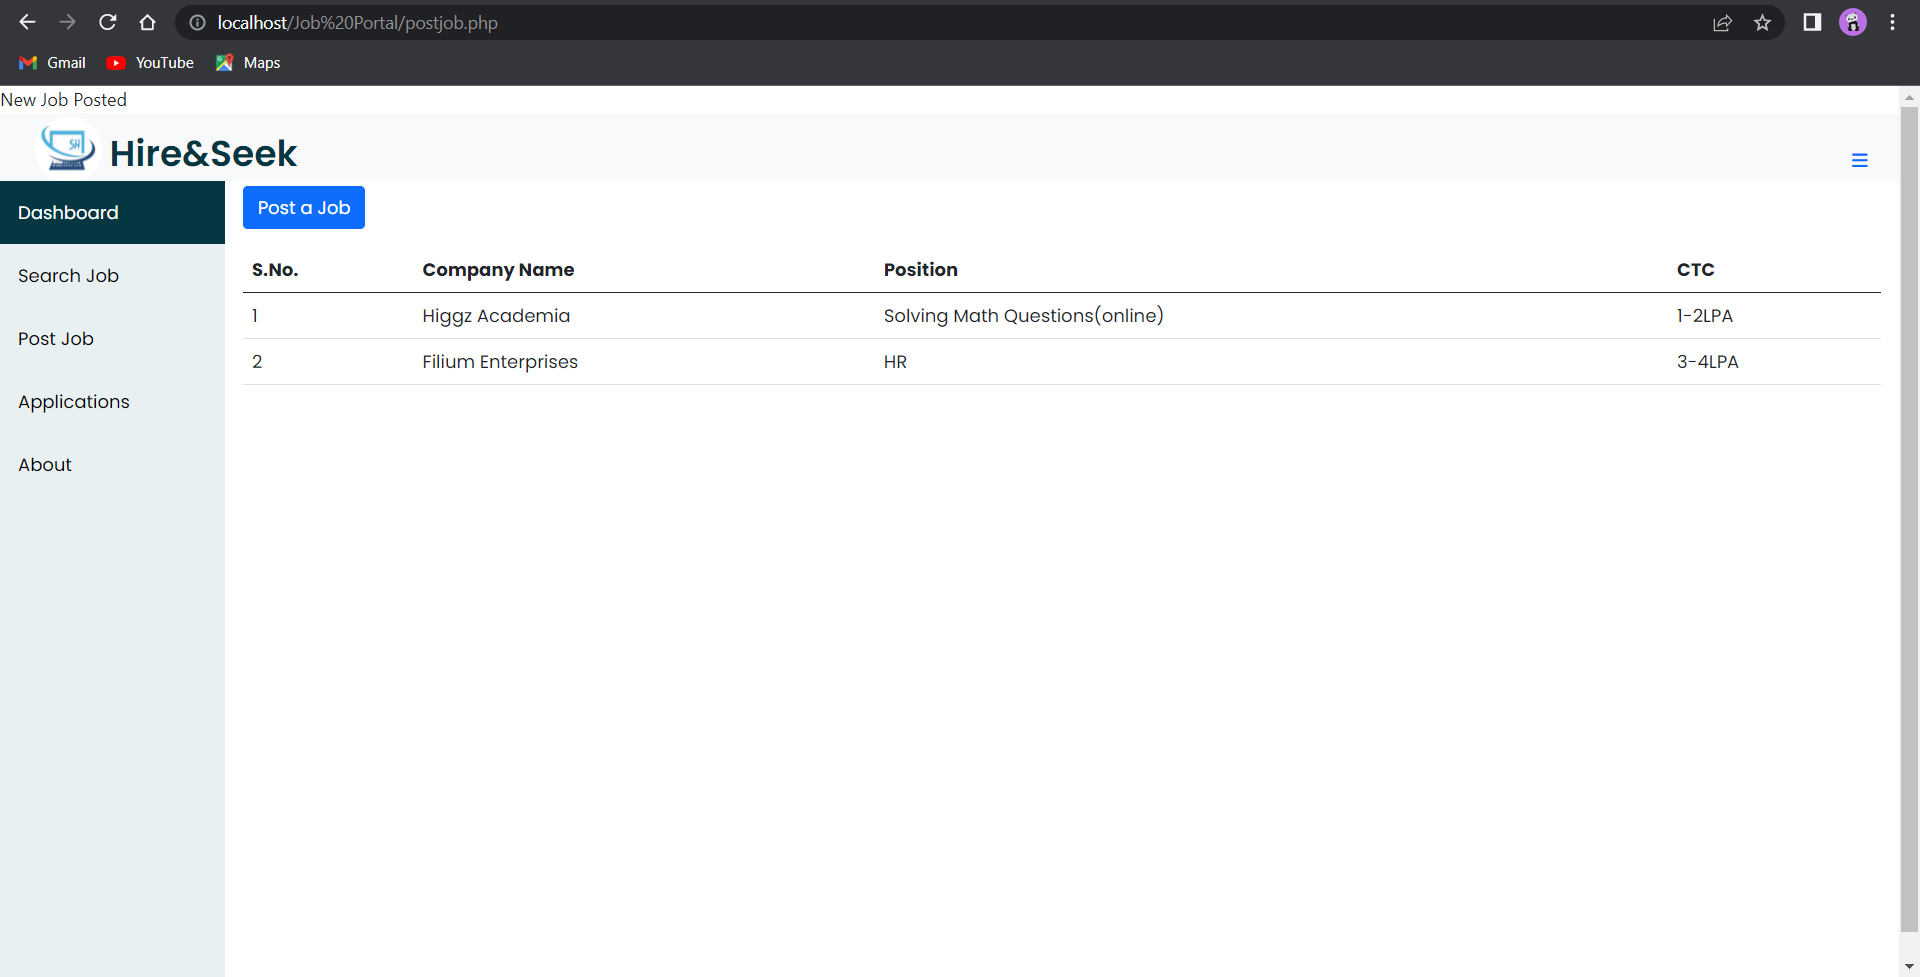 localhost/Job%20Portal/postjob.php
Gmail YouTube Maps
New Job Posted
SH Hire&Seek
Dashboard
Search Job
Post Job
Applications
About
Post a Job
S.No. Company Name Position CTC
1 Higgz Academia Solving Math Questions(online) 1-2LPA
2 Filium Enterprises HR 3-4LPA